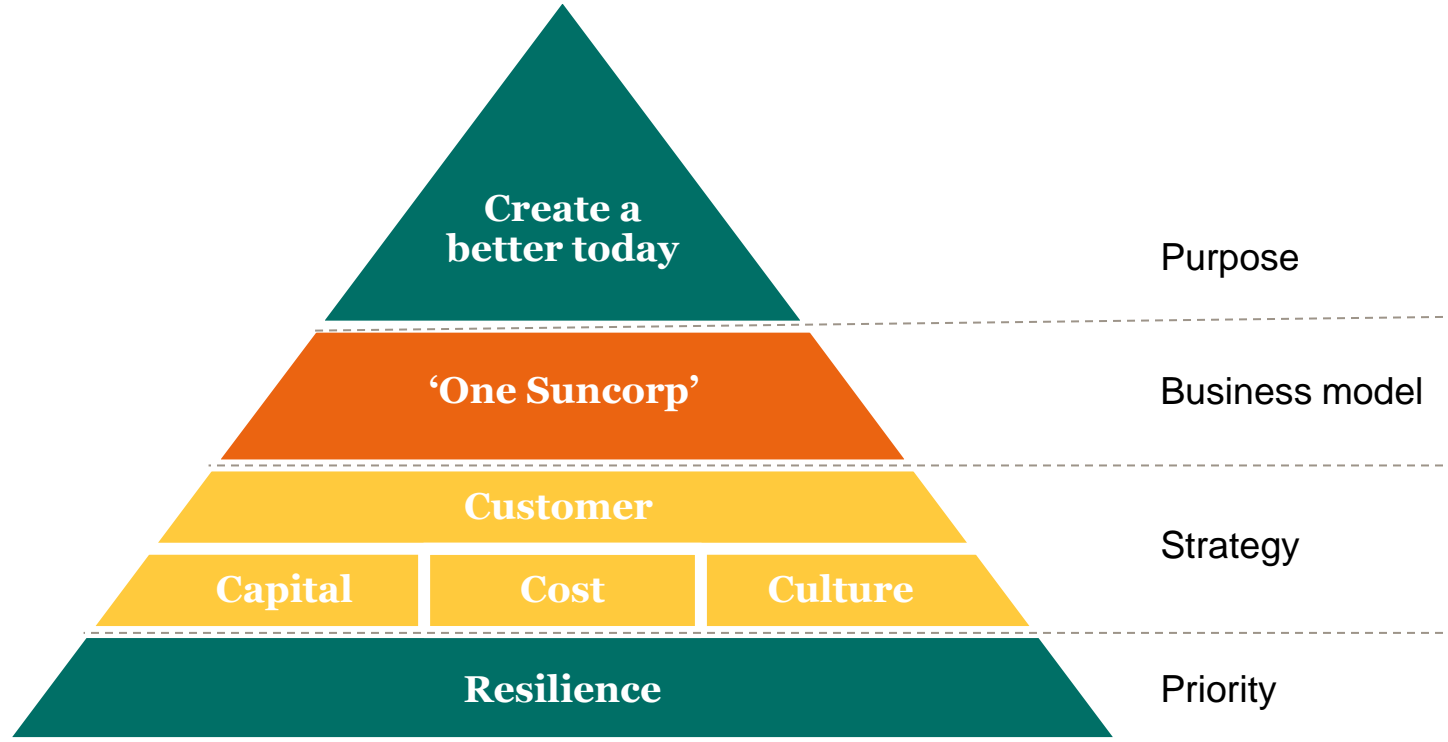 Create a
better today
Purpose
‘One Suncorp’
Business model
Customer
Strategy
Capital
Cost
Culture
Resilience
Priority